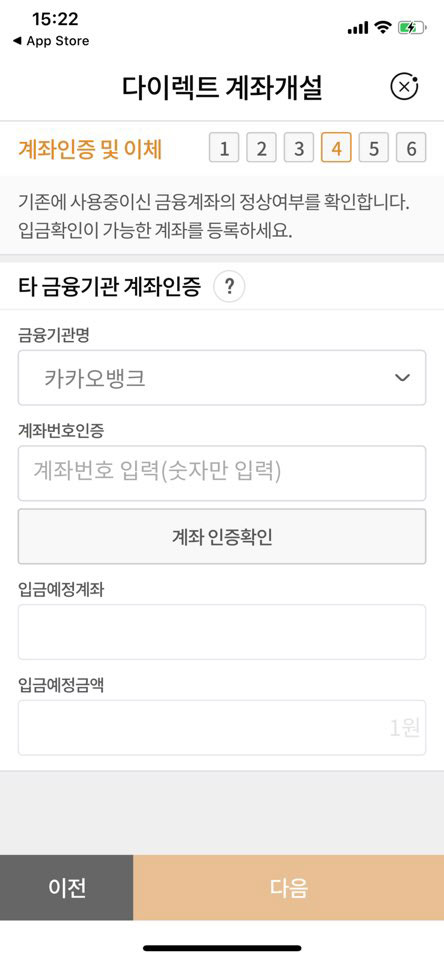 15:22
◀ App Store
다이렉트 계좌개설
계좌인증 및 이체 1 2 3 4 5 6
기존에 사용중이신 금융계좌의 정상여부를 확인합니다.
입금확인이 가능한 계좌를 등록하세요.
타 금융기관 계좌인증 ?
금융기관명
카카오뱅크
계좌번호인증
계좌번호 입력(숫자만 입력)
계좌 인증확인
입금예정계좌
입금예정금액
1원
이전 다음